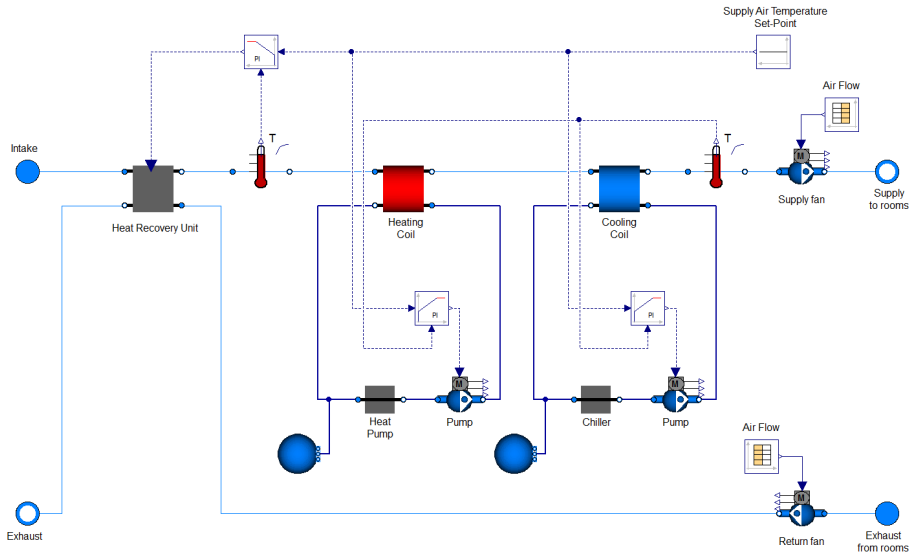 Supply Air Temperature
Set-Point
PI
Air Flow
T
T
M
Intake
Supply fan
Supply
to rooms
Heat Recovery Unit
Heating
Coil
Cooling
Coil
PI
PI
M
M
Heat
Pump
Pump
Chiller
Pump
Air Flow
M
Exhaust
Return fan
Exhaust
from rooms